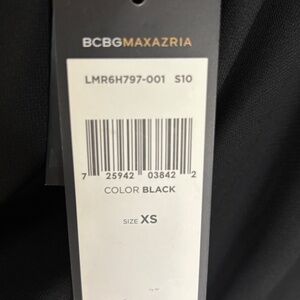 BCBGMAXAZRIA
LMR6H797-001 S10
7 25942 03842 2
COLOR BLACK
SIZE XS